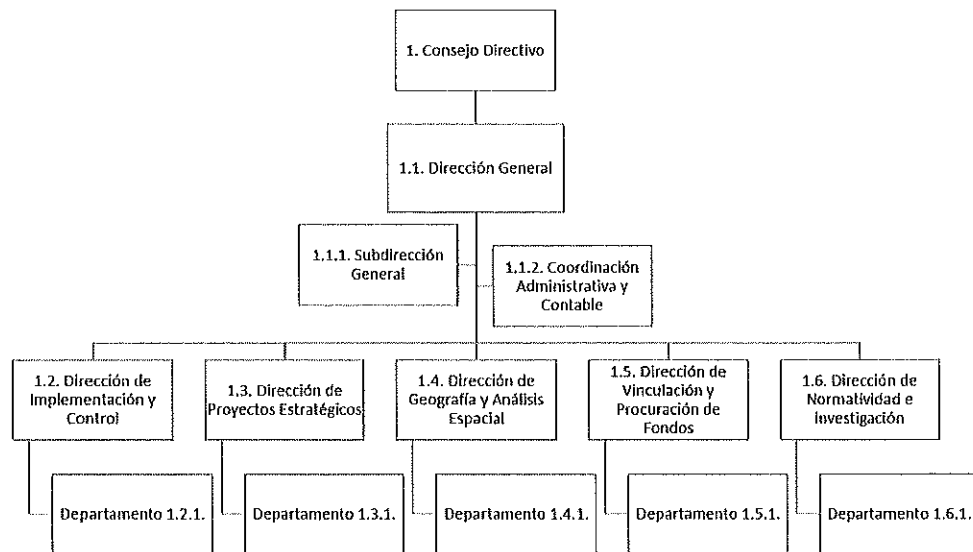 1. Consejo Directivo
1.1. Dirección General
1.1.1. Subdirección
General
1.1.2. Coordinación
Administrativa y
Contable
1.2. Dirección de
Implementación y
Control
1.3. Dirección de
Proyectos Estratégicos
1.4. Dirección de
Geografía y Análisis
Espacial
1.5. Dirección de
Vinculación y
Procuración de
Fondos
1.6. Dirección de
Normatividad e
Investigación
Departamento 1.2.1.
Departamento 1.3.1.
Departamento 1.4.1.
Departamento 1.5.1.
Departamento 1.6.1.